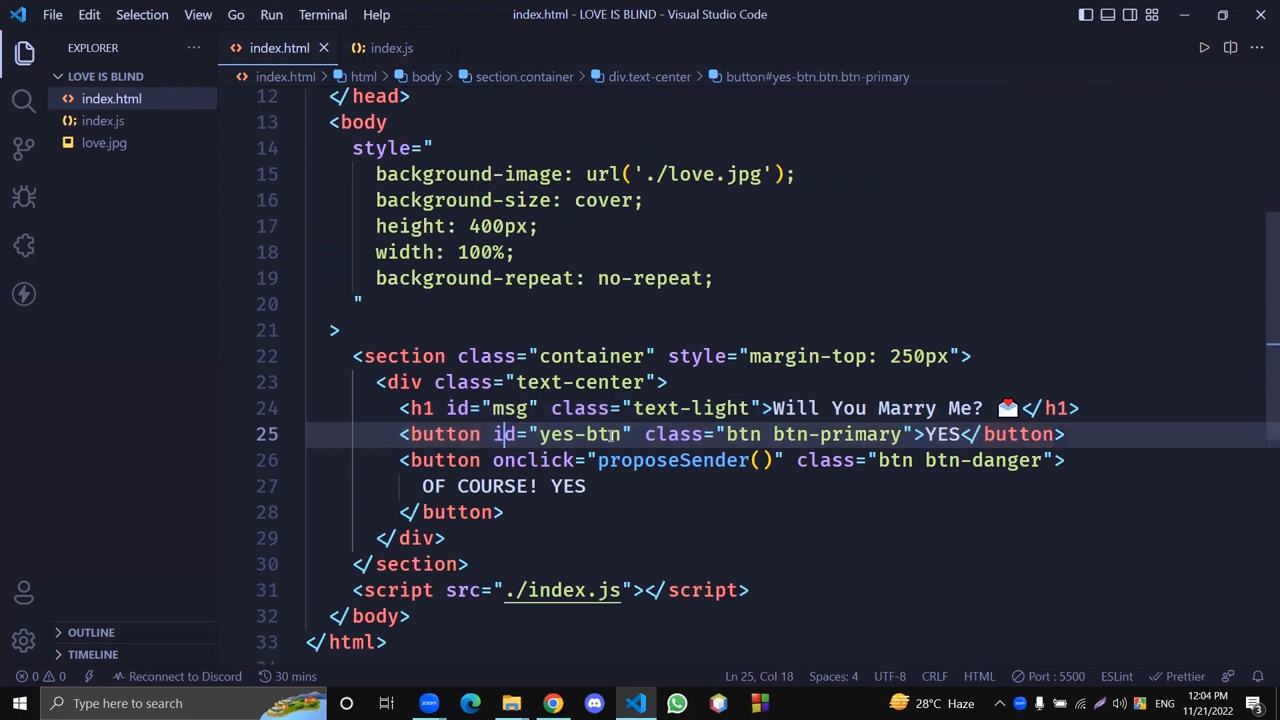 File Edit Selection View Go Run Terminal Help
index.html - LOVE IS BLIND - Visual Studio Code
EXPLORER
LOVE IS BLIND
index.html
index.js
love.jpg
OUTLINE
TIMELINE
index.html
index.js
index.html html body section.container div.text-center button#yes-btn.btn.btn-primary
12 </head>
13 <body
14 style="
15 background-image: url('./love.jpg');
16 background-size: cover;
17 height: 400px;
18 width: 100%;
19 background-repeat: no-repeat;
20 "
21 >
22 <section class="container" style="margin-top: 250px">
23 <div class="text-center">
24 <h1 id="msg" class="text-light">Will You Marry Me? 💌</h1>
25 <button id="yes-btn" class="btn btn-primary">YES</button>
26 <button onclick="proposeSender()" class="btn btn-danger">
27 OF COURSE! YES
28 </button>
29 </div>
30 </section>
31 <script src="./index.js"></script>
32 </body>
33 </html>
0 0 Reconnect to Discord 30 mins Ln 25, Col 18 Spaces: 4 UTF-8 CRLF HTML Port : 5500 ESLint Prettier
Type here to search
28°C Haze
ENG
12:04 PM
11/21/2022
3